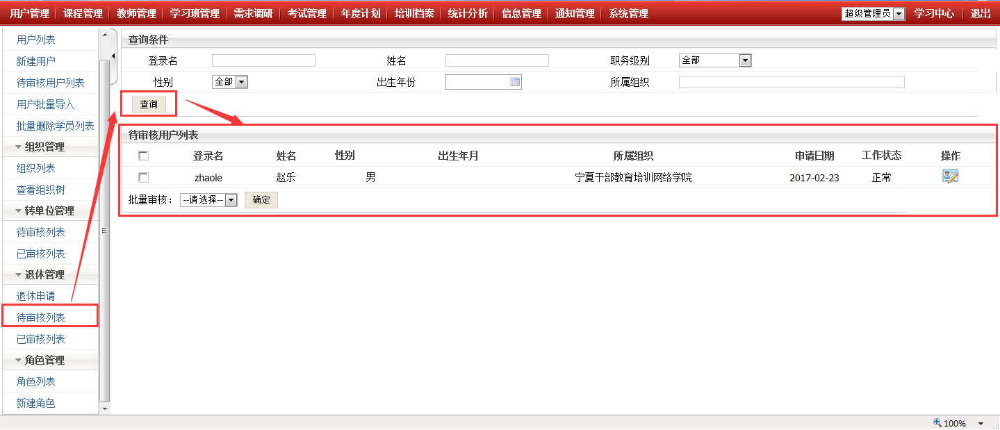 用户管理 课程管理 教师管理 学习班管理 需求调研 考试管理 年度计划 培训档案 统计分析 信息管理 通知管理 系统管理 超级管理员 学习中心 退出
用户列表
新建用户
待审核用户列表
用户批量导入
批量删除学员列表
组织管理
组织列表
查看组织树
转单位管理
待审核列表
已审核列表
退休管理
退休申请
待审核列表
已审核列表
角色管理
角色列表
新建角色
查询条件
登录名 姓名 职务级别 全部
性别 全部 出生年份 所属组织
查询
待审核用户列表
登录名 姓名 性别 出生年月 所属组织 申请日期 工作状态 操作
zhaole 赵乐 男 宁夏干部教育培训网络学院 2017-02-23 正常
批量审核： --请选择-- 确定
100%